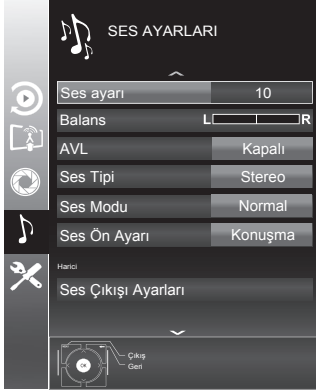 SES AYARLARI
Ses ayarı 10
Balans L R
AVL Kapalı
Ses Tipi Stereo
Ses Modu Normal
Ses Ön Ayarı Konuşma
Harici
Ses Çıkışı Ayarları
Çıkış
OK Geri